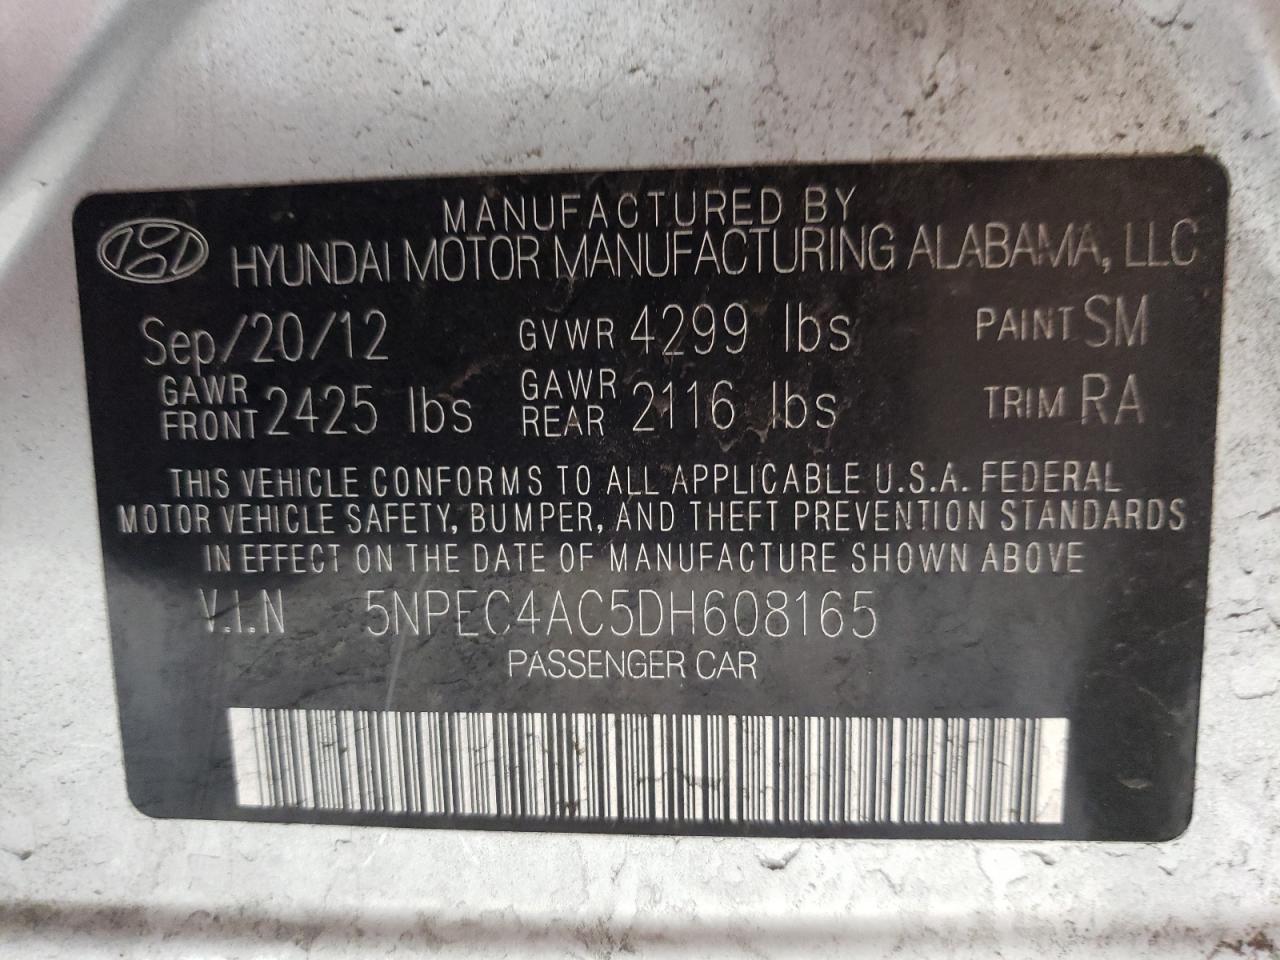 MANUFACTURED BY
HYUNDAI MOTOR MANUFACTURING ALABAMA, LLC
Sep/20/12 GVWR 4299 lbs PAINT SM
GAWR FRONT 2425 lbs GAWR REAR 2116 lbs TRIM RA
THIS VEHICLE CONFORMS TO ALL APPLICABLE U.S.A. FEDERAL
MOTOR VEHICLE SAFETY, BUMPER, AND THEFT PREVENTION STANDARDS
IN EFFECT ON THE DATE OF MANUFACTURE SHOWN ABOVE
V.I.N 5NPEC4AC5DH608165
PASSENGER CAR